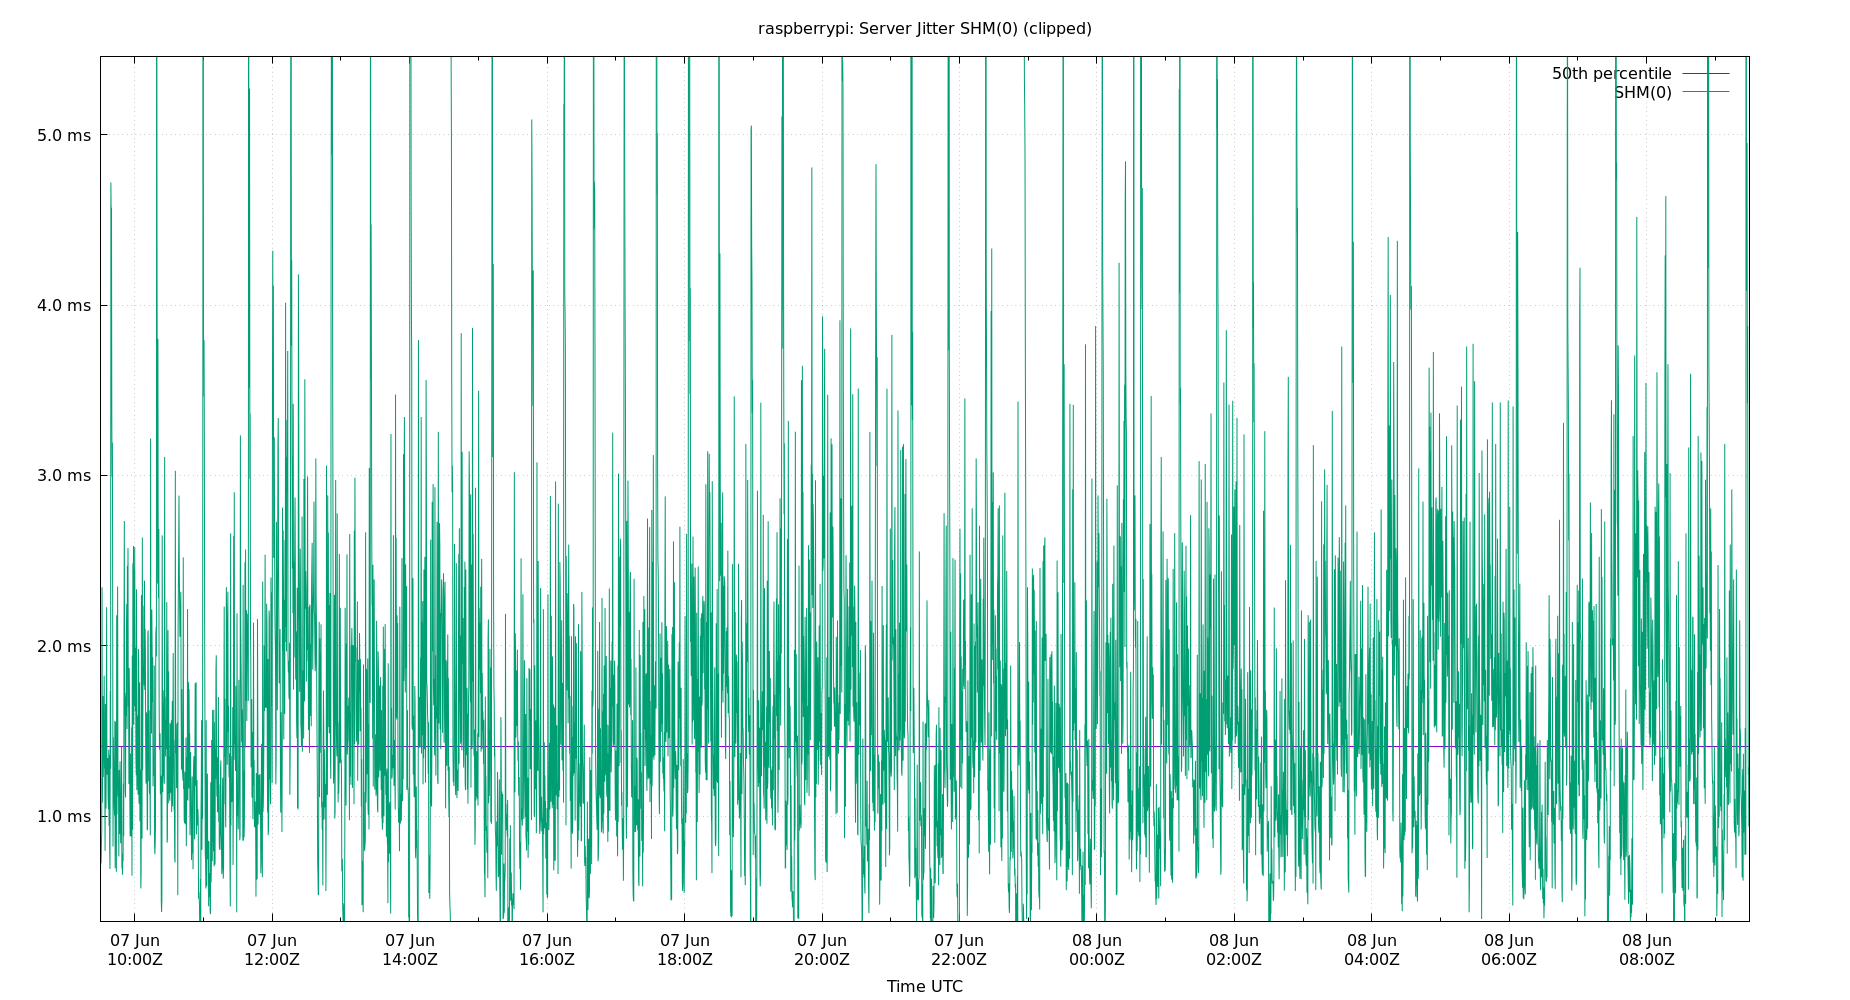 raspberrypi: Server Jitter SHM(0) (clipped)
50th percentile
SHM(0)
5.0 ms
4.0 ms
3.0 ms
2.0 ms
1.0 ms
07 Jun 07 Jun 07 Jun 07 Jun 07 Jun 07 Jun 07 Jun 08 Jun 08 Jun 08 Jun 08 Jun 08 Jun
10:00Z 12:00Z 14:00Z 16:00Z 18:00Z 20:00Z 22:00Z 00:00Z 02:00Z 04:00Z 06:00Z 08:00Z
Time UTC